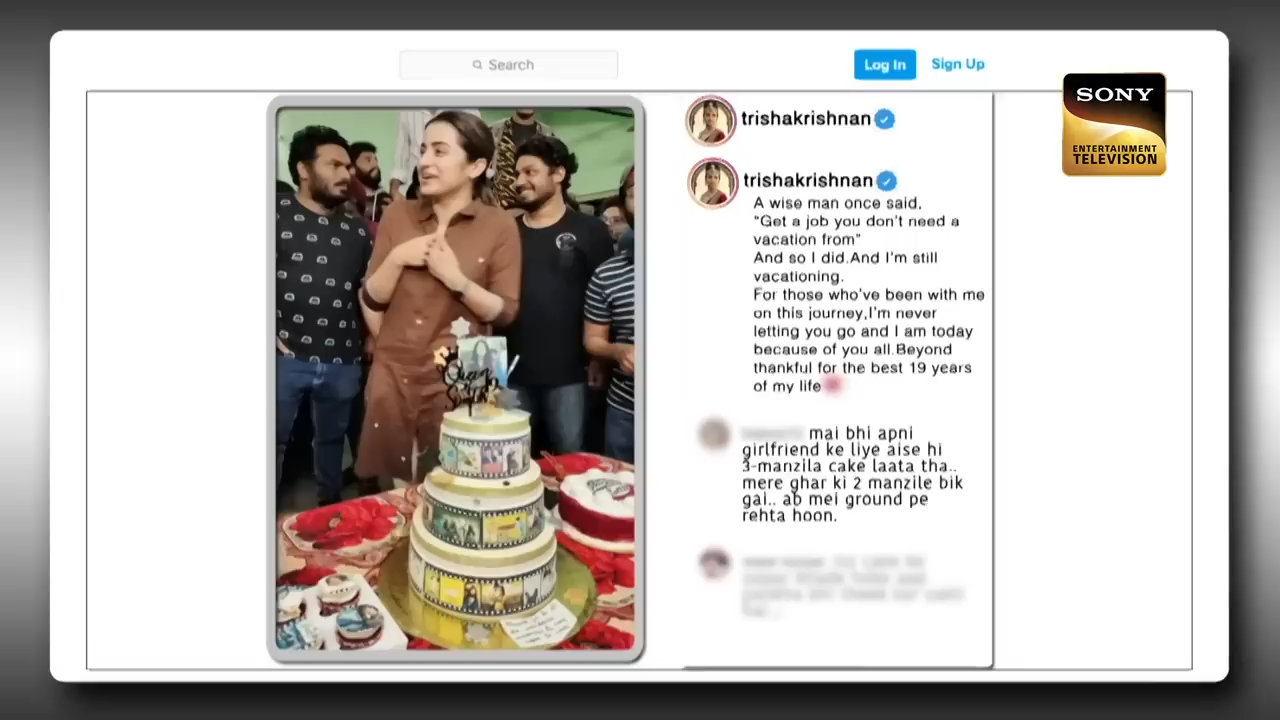 Search
Log In
Sign Up
SONY
ENTERTAINMENT
TELEVISION
trishakrishnan
trishakrishnan
A wise man once said,
"Get a job you don't need a
vacation from"
And so I did.And I'm still
vacationing.
For those who've been with me
on this journey,I'm never
letting you go and I am today
because of you all.Beyond
thankful for the best 19 years
of my life
mai bhi apni
girlfriend ke liye aise hi
3-manzila cake laata tha..
mere ghar ki 2 manzile bik
gai.. ab mei ground pe
rehta hoon.